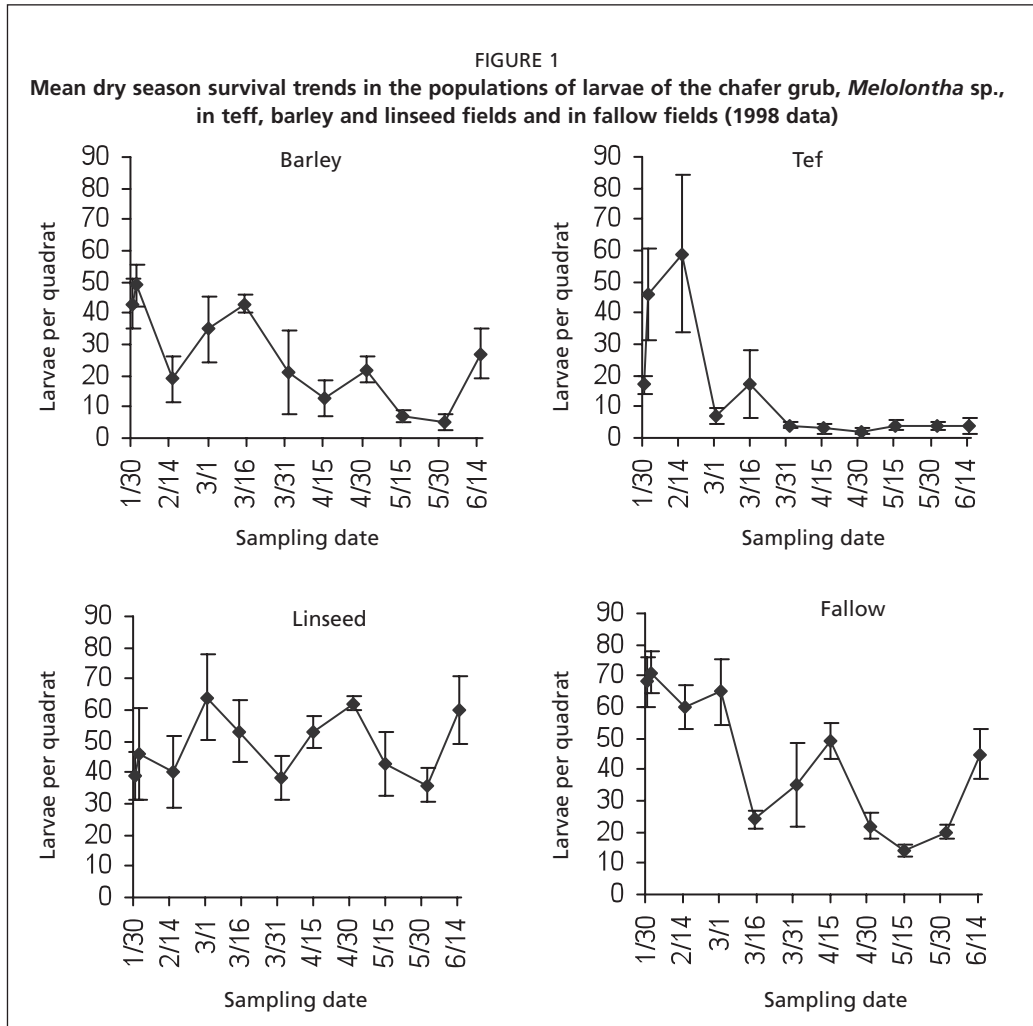 FIGURE 1
Mean dry season survival trends in the populations of larvae of the chafer grub, Melolontha sp.,
in teff, barley and linseed fields and in fallow fields (1998 data)
Barley
Larvae per quadrat
90
80
70
60
50
40
30
20
10
0
1/30 2/14 3/1 3/16 3/31 4/15 4/30 5/15 5/30 6/14
Sampling date
Tef
Larvae per quadrat
90
80
70
60
50
40
30
20
10
0
1/30 2/14 3/1 3/16 3/31 4/15 4/30 5/15 5/30 6/14
Sampling date
Linseed
Larvae per quadrat
90
80
70
60
50
40
30
20
10
0
1/30 2/14 3/1 3/16 3/31 4/15 4/30 5/15 5/30 6/14
Sampling date
Fallow
Larvae per quadrat
90
80
70
60
50
40
30
20
10
0
1/30 2/14 3/1 3/16 3/31 4/15 4/30 5/15 5/30 6/14
Sampling date